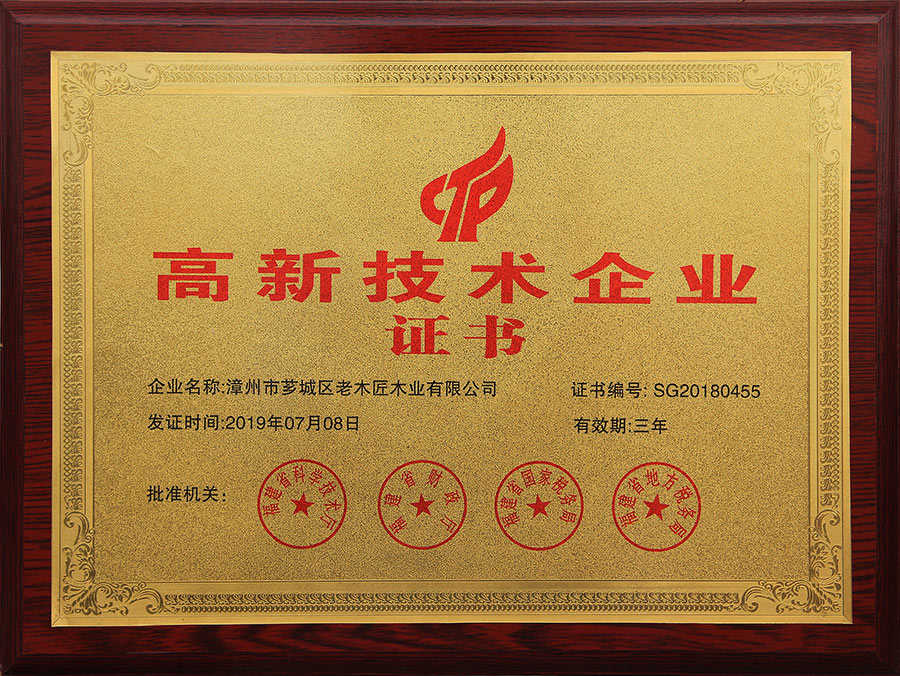 高新技术企业
证书
企业名称:漳州市芗城区老木匠木业有限公司
证书编号: SG20180455
发证时间:2019年07月08日
有效期:三年
批准机关:
福建省科学技术厅
福建省财政厅
福建省国家税务局
福建省地方税务局